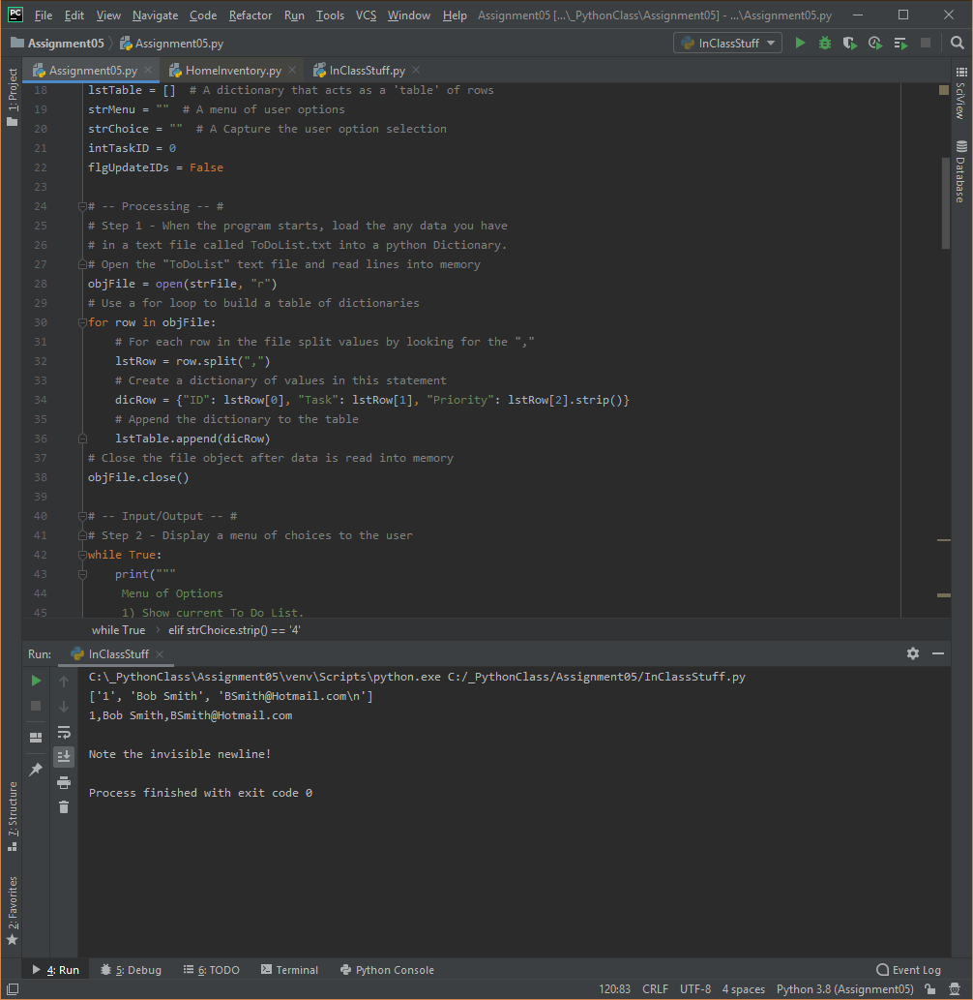 PC File Edit View Navigate Code Refactor Run Tools VCS Window Help Assignment05 [...\_PythonClass\Assignment05] - ...\Assignment05.py
Assignment05 Assignment05.py InClassStuff
Assignment05.py HomeInventory.py InClassStuff.py
1: Project
SciView
Database
18 lstTable = [] # A dictionary that acts as a 'table' of rows
19 strMenu = "" # A menu of user options
20 strChoice = "" # A Capture the user option selection
21 intTaskID = 0
22 flgUpdateIDs = False
23
24 # -- Processing -- #
25 # Step 1 - When the program starts, load the any data you have
26 # in a text file called ToDoList.txt into a python Dictionary.
27 # Open the "ToDoList" text file and read lines into memory
28 objFile = open(strFile, "r")
29 # Use a for loop to build a table of dictionaries
30 for row in objFile:
31 # For each row in the file split values by looking for the ","
32 lstRow = row.split(",")
33 # Create a dictionary of values in this statement
34 dicRow = {"ID": lstRow[0], "Task": lstRow[1], "Priority": lstRow[2].strip()}
35 # Append the dictionary to the table
36 lstTable.append(dicRow)
37 # Close the file object after data is read into memory
38 objFile.close()
39
40 # -- Input/Output -- #
41 # Step 2 - Display a menu of choices to the user
42 while True:
43 print("""
44 Menu of Options
45 1) Show current To Do List.
while True elif strChoice.strip() == '4'
Run: InClassStuff
C:\_PythonClass\Assignment05\venv\Scripts\python.exe C:/_PythonClass/Assignment05/InClassStuff.py
['1', 'Bob Smith', 'BSmith@Hotmail.com\n']
1,Bob Smith,BSmith@Hotmail.com
Note the invisible newline!
Process finished with exit code 0
7: Structure
2: Favorites
4: Run 5: Debug 6: TODO Terminal Python Console Event Log
120:83 CRLF UTF-8 4 spaces Python 3.8 (Assignment05)